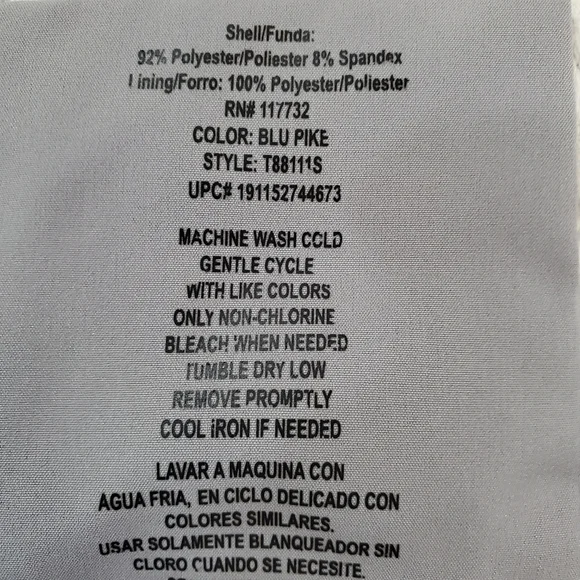 Shell/Funda:
92% Polyester/Poliester 8% Spandex
Lining/Forro: 100% Polyester/Poliester
RN# 117732
COLOR: BLU PIKE
STYLE: T88111S
UPC# 191152744673
MACHINE WASH COLD
GENTLE CYCLE
WITH LIKE COLORS
ONLY NON-CHLORINE
BLEACH WHEN NEEDED
TUMBLE DRY LOW
REMOVE PROMPTLY
COOL IRON IF NEEDED
LAVAR A MAQUINA CON
AGUA FRIA, EN CICLO DELICADO CON
COLORES SIMILARES.
USAR SOLAMENTE BLANQUEADOR SIN
CLORO CUANDO SE NECESITE.